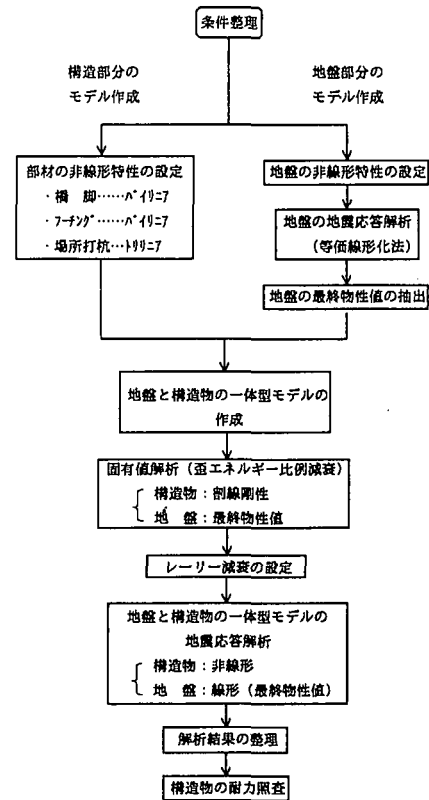 条件整理
構造部分の
モデル作成
地盤部分の
モデル作成
部材の非線形特性の設定
・橋　脚……ﾊﾞｲﾘﾆｱ
・ﾌｰﾁﾝｸﾞ……ﾊﾞｲﾘﾆｱ
・場所打杭…ﾄﾘﾘﾆｱ
地盤の非線形特性の設定
地盤の地震応答解析
（等価線形化法）
地盤の最終物性値の抽出
地盤と構造物の一体型モデルの
作成
固有値解析（歪エネルギー比例減衰）
構造物：割線剛性
地　盤：最終物性値
レーリー減衰の設定
地盤と構造物の一体型モデルの
地震応答解析
構造物：非線形
地　盤：線形（最終物性値）
解析結果の整理
構造物の耐力照査